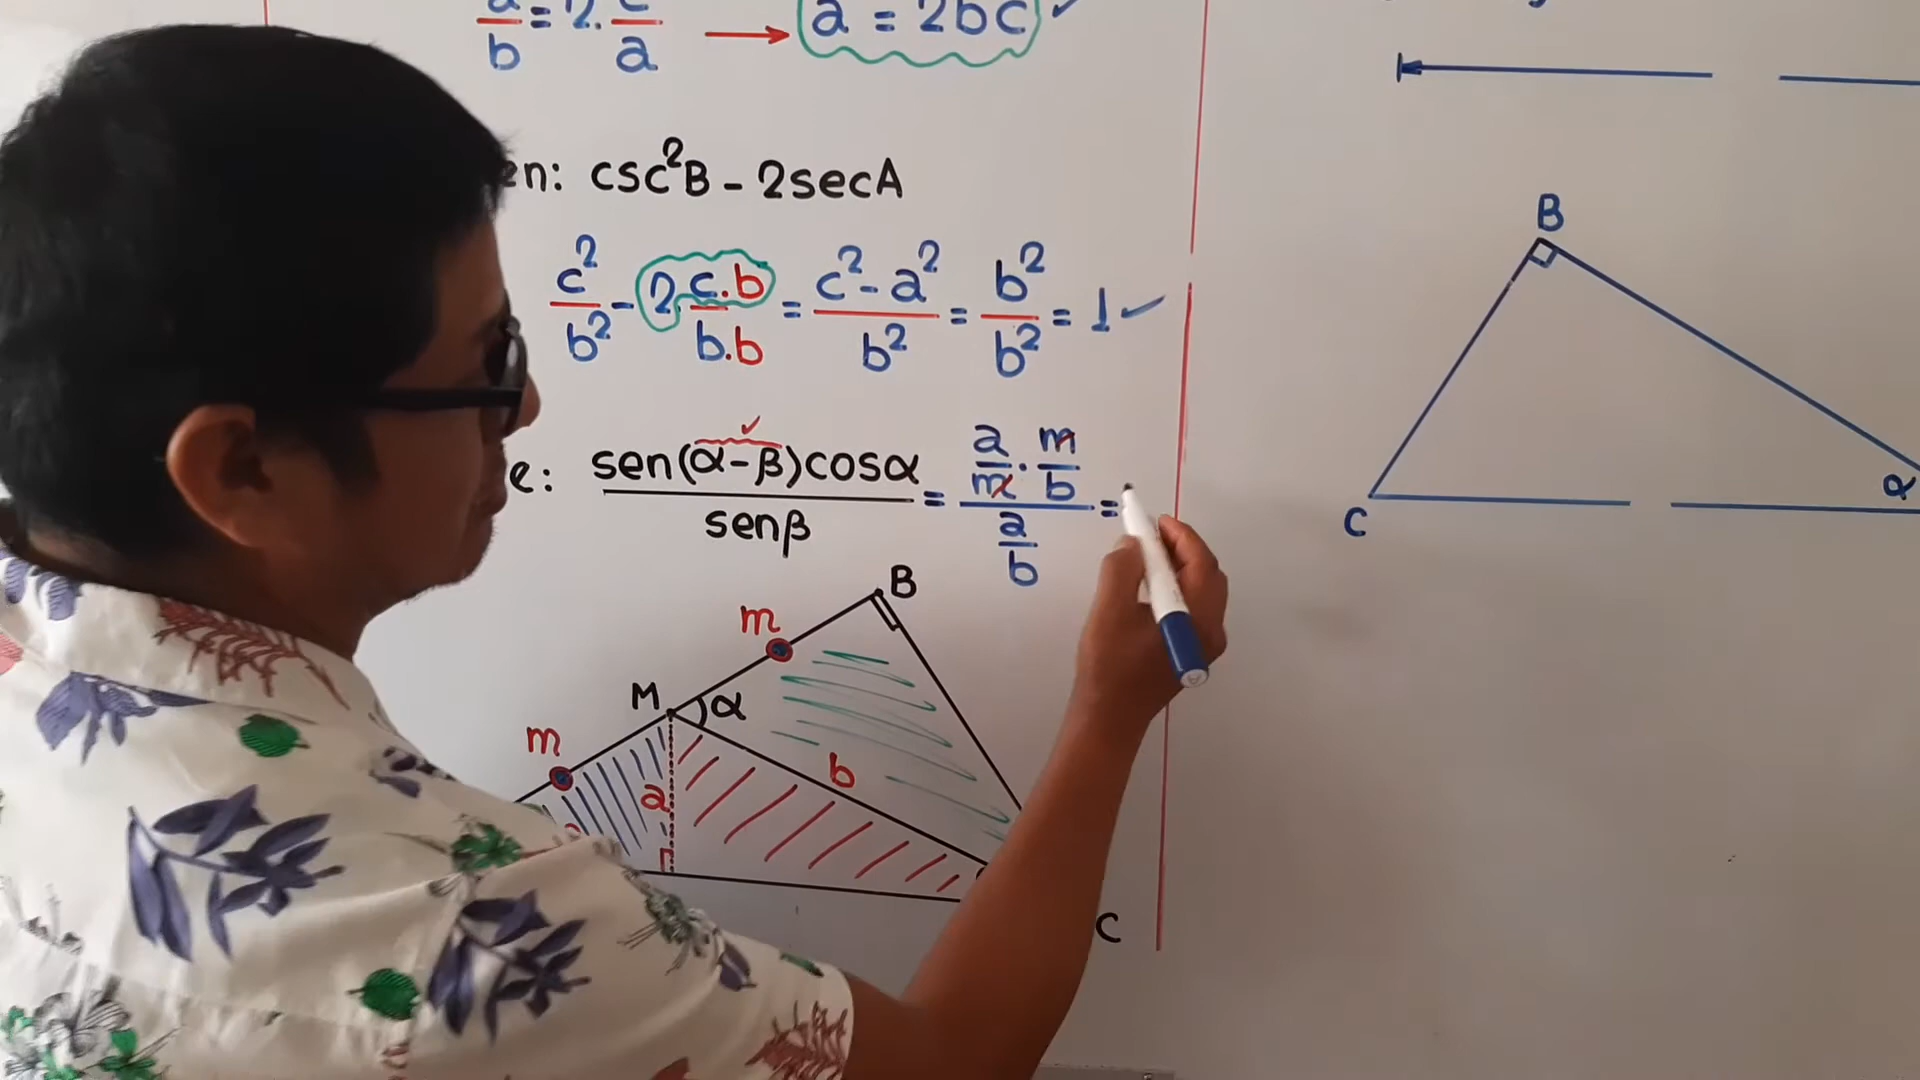 a/b = 2. c/a → a = 2bc ✓
en: csc²B - 2secA
c²/b² - 2 c.b/b.b = c²-a²/b² = b²/b² = 1 ✓
e: sen(α-β)cosα/senβ = a/m . m/b / a/b =
B
m
M α
m
b
a
C
B
C
α